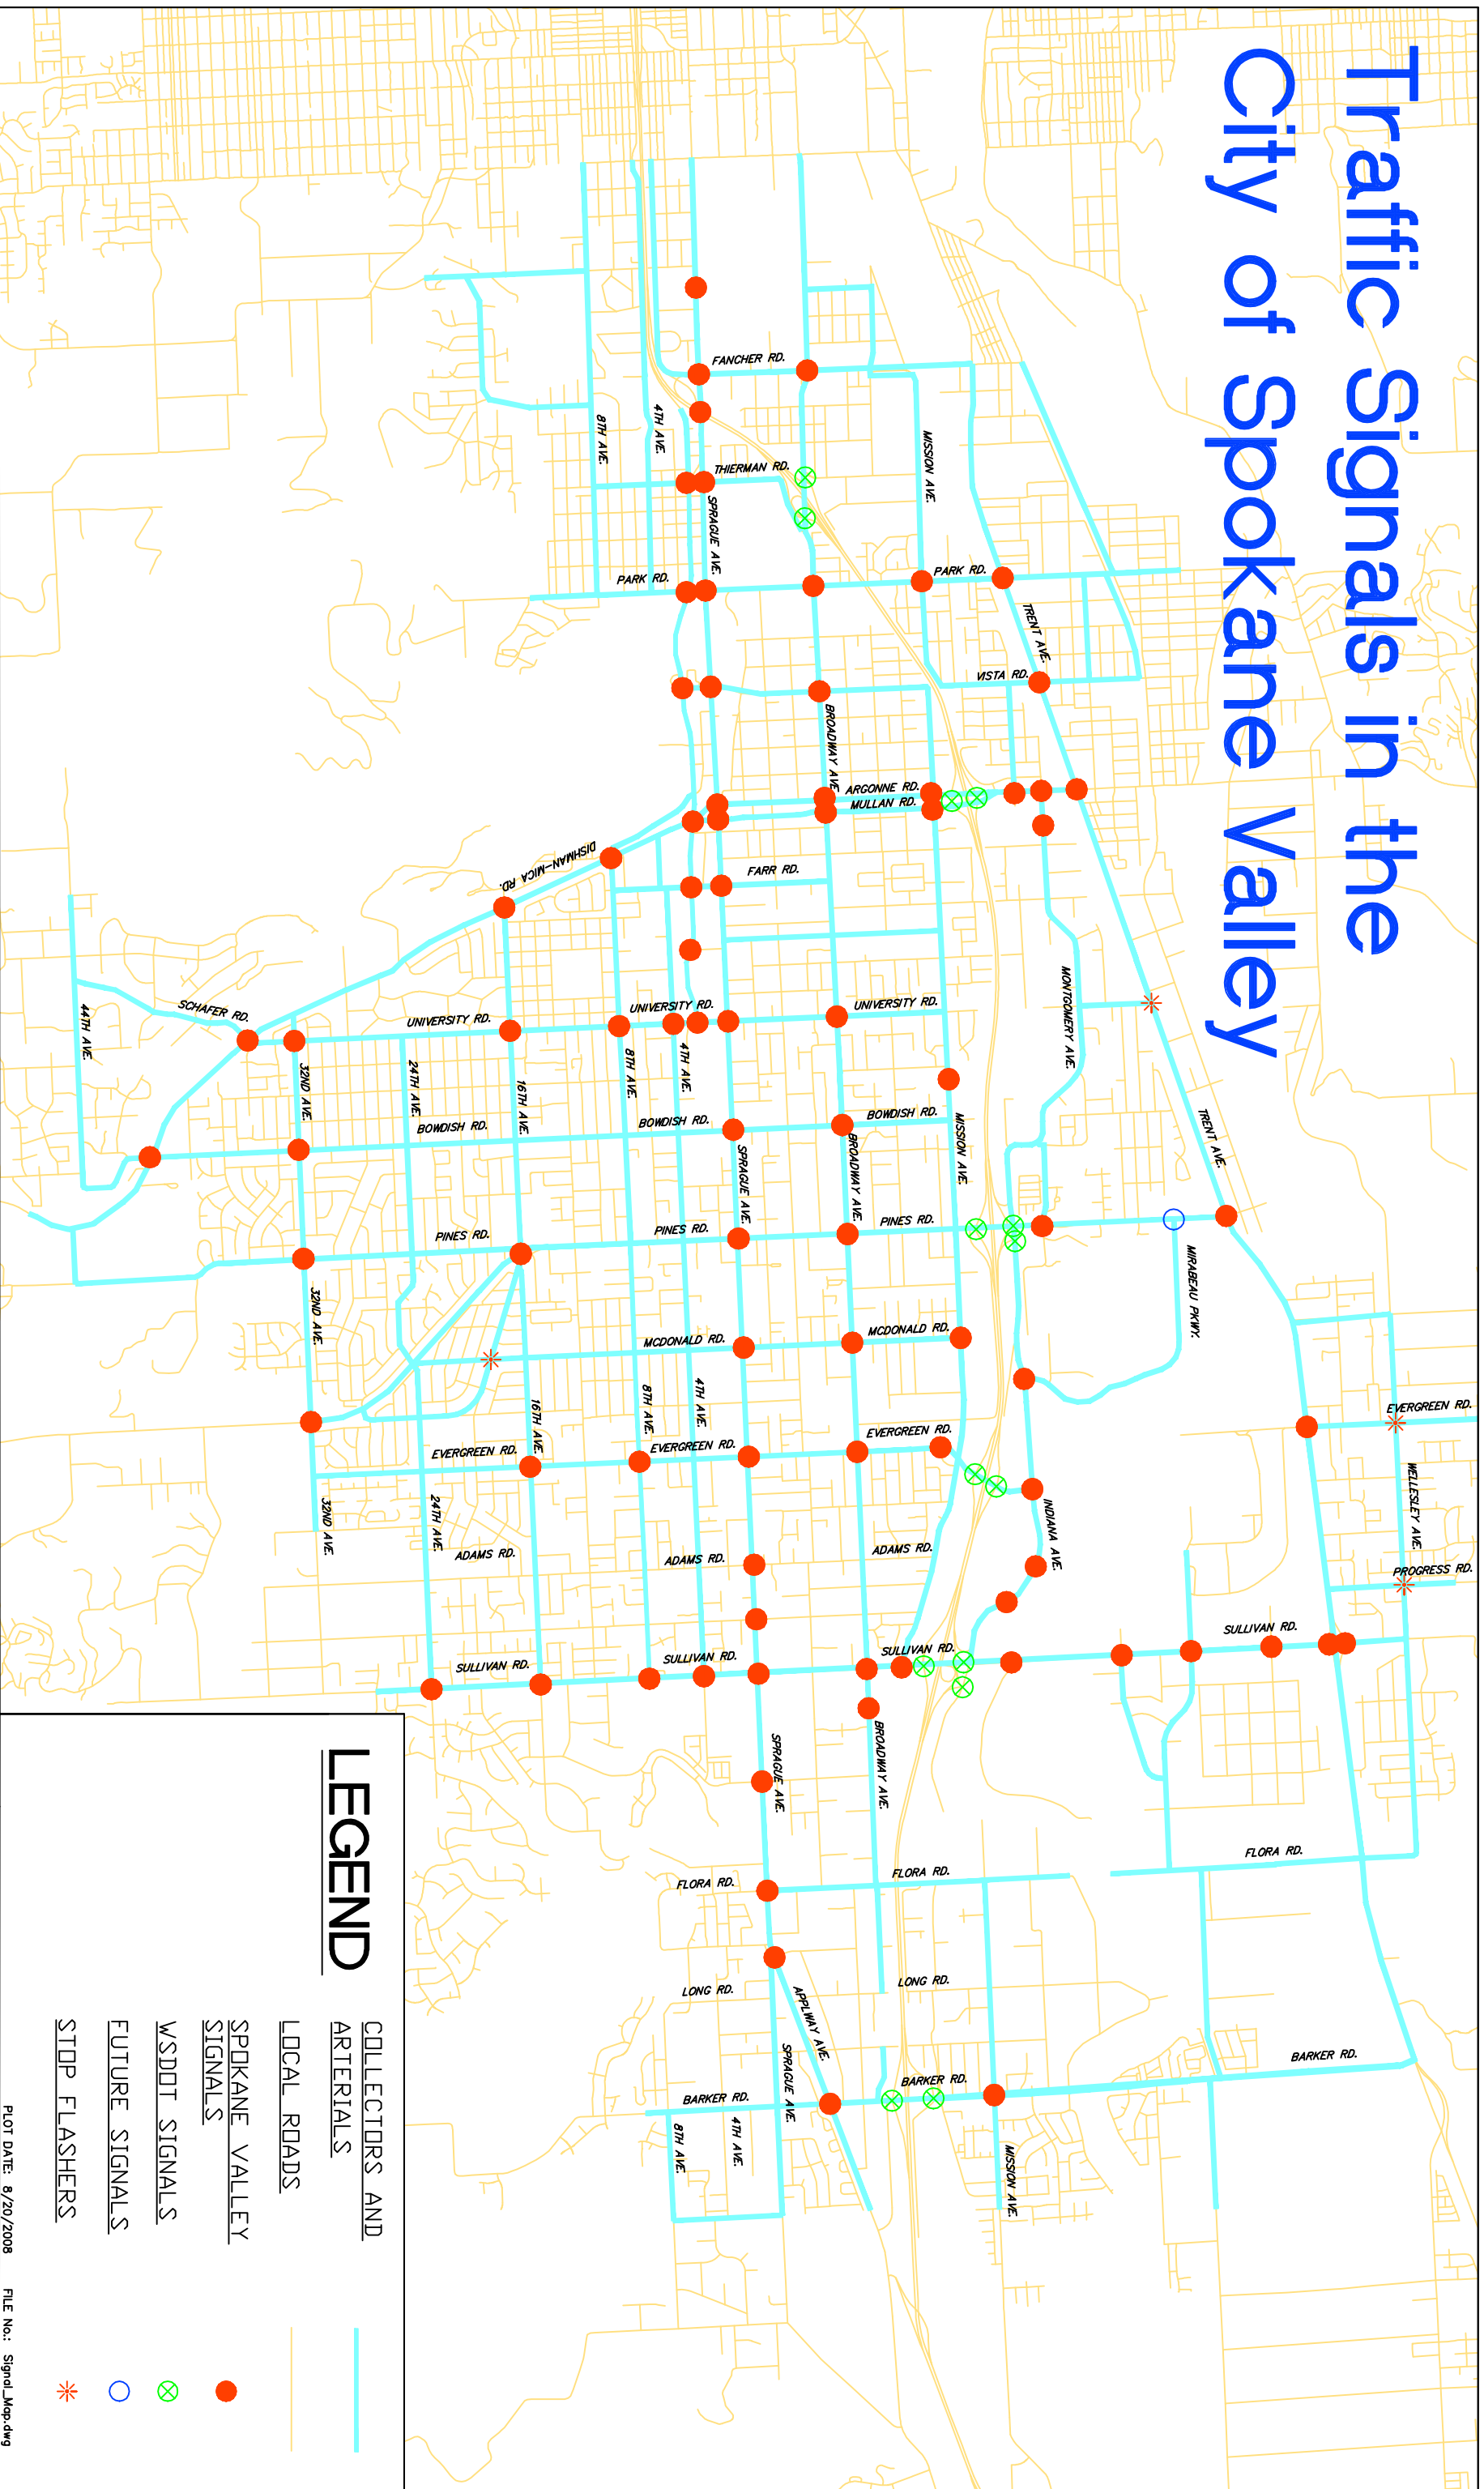 Traffic Signals in the
City of Spokane Valley
EVERGREEN RD.
WELLESLEY AVE.
PROGRESS RD.
TRENT AVE.
MIRABEAU PKWY.
SULLIVAN RD.
FLORA RD.
BARKER RD.
MONTGOMERY AVE.
TRENT AVE.
VISTA RD.
PARK RD.
MISSION AVE.
INDIANA AVE.
MISSION AVE.
MISSION AVE.
FANCHER RD.
THIERMAN RD.
SPRAGUE AVE.
4TH AVE.
8TH AVE.
PARK RD.
BROADWAY AVE.
ARGONNE RD.
MULLAN RD.
FARR RD.
UNIVERSITY RD.
BOWDISH RD.
BROADWAY AVE.
PINES RD.
MCDONALD RD.
EVERGREEN RD.
ADAMS RD.
SULLIVAN RD.
BROADWAY AVE.
FLORA RD.
LONG RD.
BARKER RD.
DISHMAN-MICA RD.
UNIVERSITY RD.
4TH AVE.
8TH AVE.
BOWDISH RD.
SPRAGUE AVE.
PINES RD.
MCDONALD RD.
4TH AVE.
8TH AVE.
EVERGREEN RD.
ADAMS RD.
SULLIVAN RD.
SPRAGUE AVE.
FLORA RD.
LONG RD.
APPLWAY AVE.
SPRAGUE AVE.
BARKER RD.
4TH AVE.
8TH AVE.
UNIVERSITY RD.
16TH AVE.
24TH AVE.
BOWDISH RD.
PINES RD.
16TH AVE.
EVERGREEN RD.
24TH AVE.
ADAMS RD.
SULLIVAN RD.
SCHAFER RD.
44TH AVE.
32ND AVE.
32ND AVE.
32ND AVE.
LEGEND
COLLECTORS AND
ARTERIALS
LOCAL ROADS
SPOKANE VALLEY
SIGNALS
WSDOT SIGNALS
FUTURE SIGNALS
STOP FLASHERS
PLOT DATE: 8/20/2008 FILE No.: Signal_Map.dwg